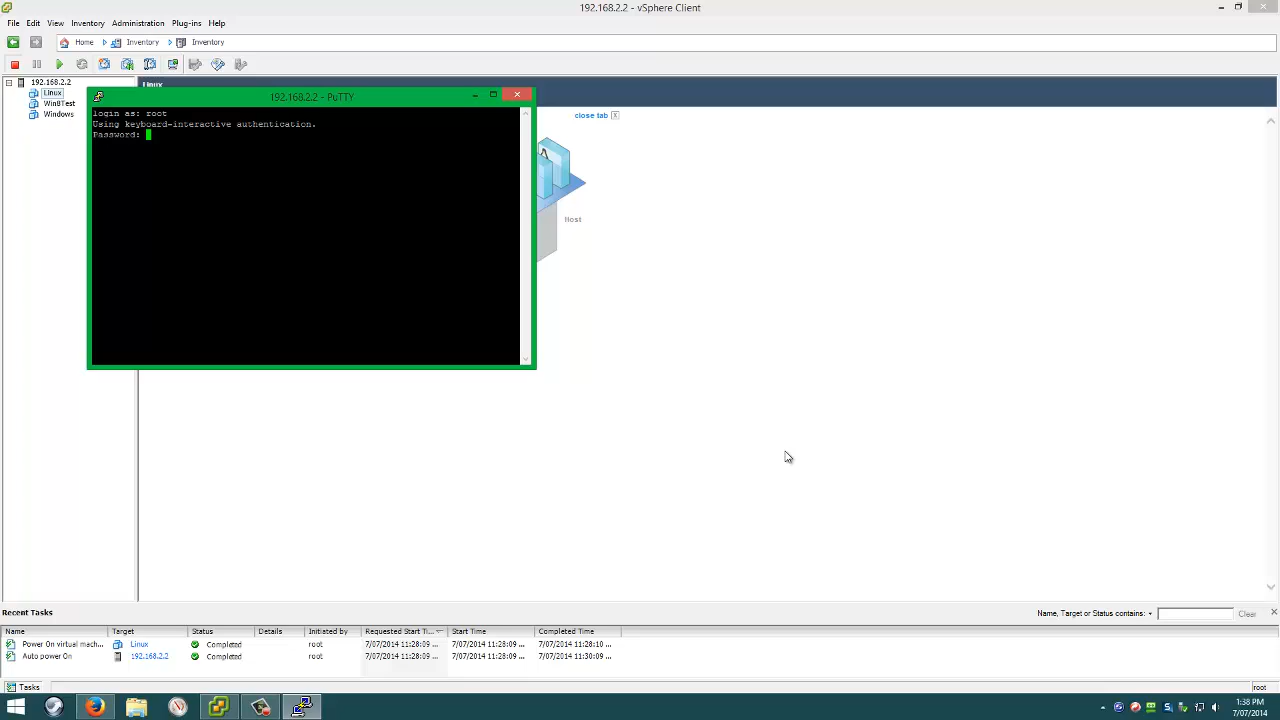 192.168.2.2 - vSphere Client
File Edit View Inventory Administration Plug-ins Help
Home Inventory Inventory
192.168.2.2
Linux
Win8Test
Windows
Linux
192.168.2.2 - PuTTY
login as: root
Using keyboard-interactive authentication.
Password:
close tab X
Host
Recent Tasks
Name, Target or Status contains: Clear
Name Target Status Details Initiated by Requested Start Ti... Start Time Completed Time
Power On virtual mach... Linux Completed root 7/07/2014 11:28:09 ... 7/07/2014 11:28:09 ... 7/07/2014 11:28:10 ...
Auto power On 192.168.2.2 Completed root 7/07/2014 11:28:09 ... 7/07/2014 11:28:09 ... 7/07/2014 11:30:09 ...
Tasks
root
1:38 PM
7/07/2014